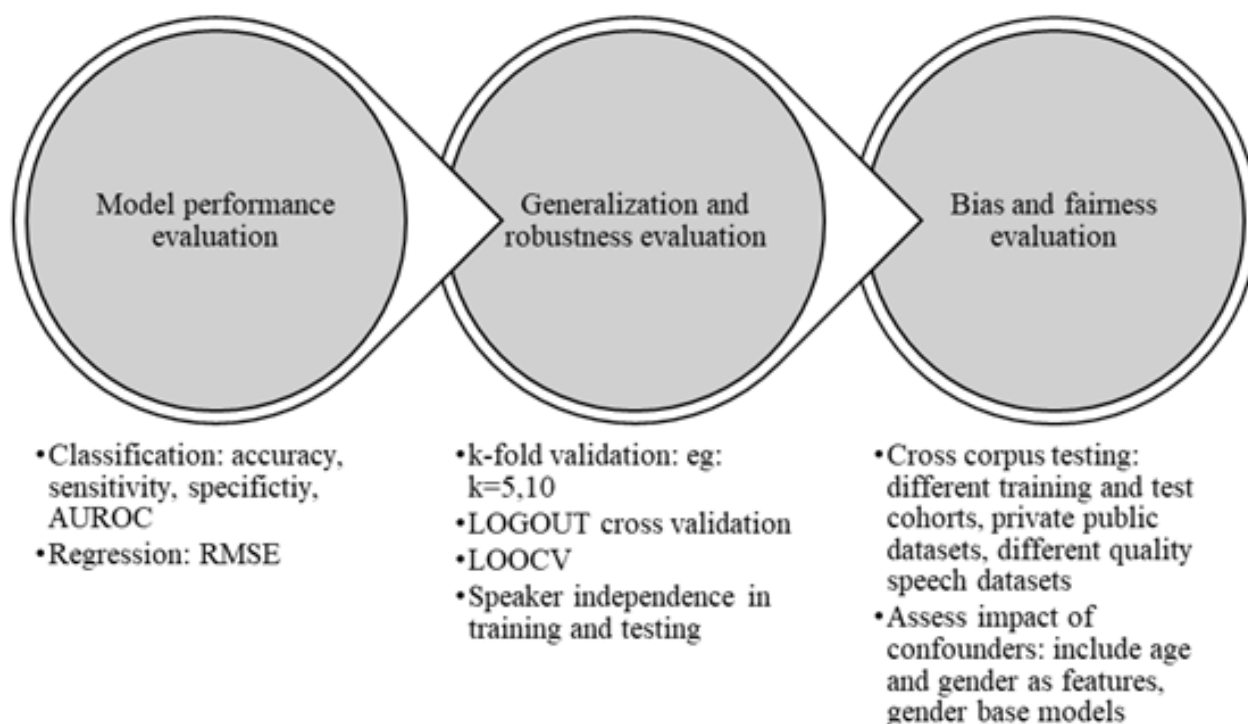 Model performance
evaluation
Generalization and
robustness evaluation
Bias and fairness
evaluation
•Classification: accuracy,
sensitivity, specifictiy,
AUROC
•Regression: RMSE
•k-fold validation: eg:
k=5,10
•LOGOUT cross validation
•LOOCV
•Speaker independence in
training and testing
•Cross corpus testing:
different training and test
cohorts, private public
datasets, different quality
speech datasets
•Assess impact of
confounders: include age
and gender as features,
gender base models